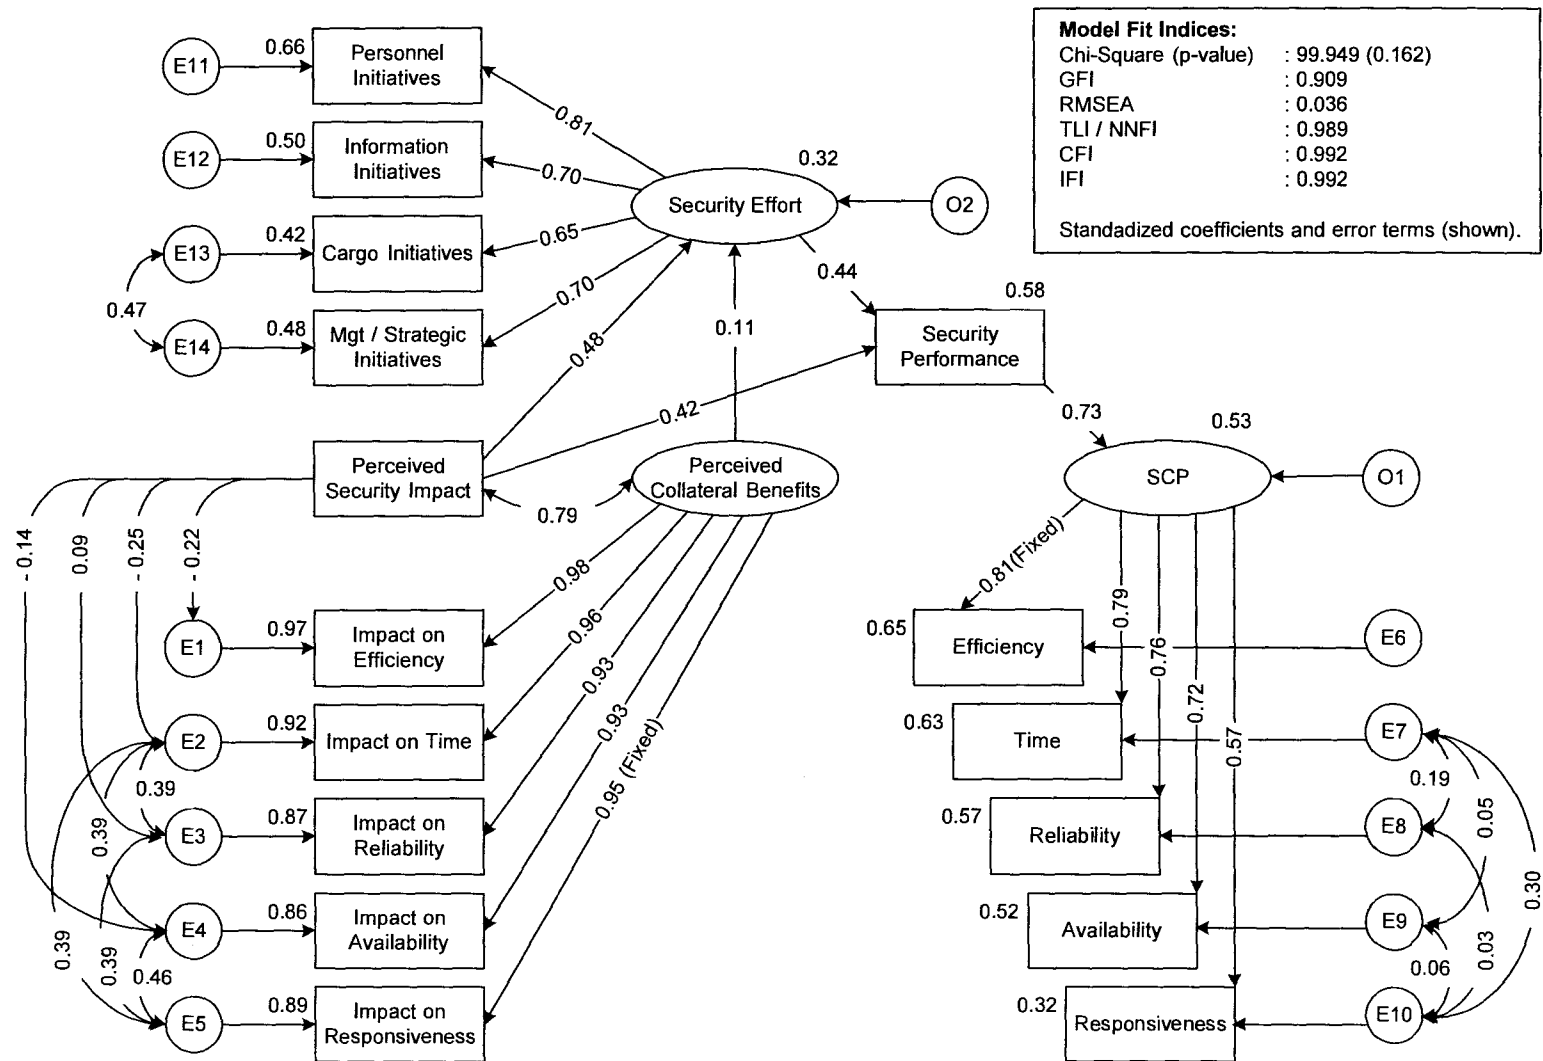 Model Fit Indices:
Chi-Square (p-value) : 99.949 (0.162)
GFI : 0.909
RMSEA : 0.036
TLI / NNFI : 0.989
CFI : 0.992
IFI : 0.992
Standadized coefficients and error terms (shown).
E11
0.66
Personnel
Initiatives
0.81
E12
0.50
Information
Initiatives
0.70
0.32
Security Effort
O2
E13
0.42
Cargo Initiatives
0.65
0.47
E14
0.48
Mgt / Strategic
Initiatives
0.70
0.48
0.11
0.44
0.58
Security
Performance
0.42
0.73
0.53
Perceived
Security Impact
0.79
Perceived
Collateral Benefits
SCP
O1
- 0.14
0.09
- 0.25
- 0.22
0.98
0.96
0.93
0.93
0.95 (Fixed)
0.81(Fixed)
0.79
0.76
0.72
0.57
E1
0.97
Impact on
Efficiency
0.65
Efficiency
E6
E2
0.92
Impact on Time
0.63
Time
E7
0.39
0.19
0.05
E3
0.87
Impact on
Reliability
0.39
0.57
Reliability
E8
0.30
E4
0.86
Impact on
Availability
0.52
Availability
E9
0.39
0.39
0.46
0.06
0.03
E5
0.89
Impact on
Responsiveness
0.32
Responsiveness
E10